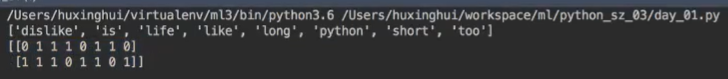 /Users/huxinghui/virtualenv/ml3/bin/python3.6 /Users/huxinghui/workspace/ml/python_sz_03/day_01.py
['dislike', 'is', 'life', 'like', 'long', 'python', 'short', 'too']
[[0 1 1 1 0 1 1 0]
[1 1 1 0 1 1 0 1]]